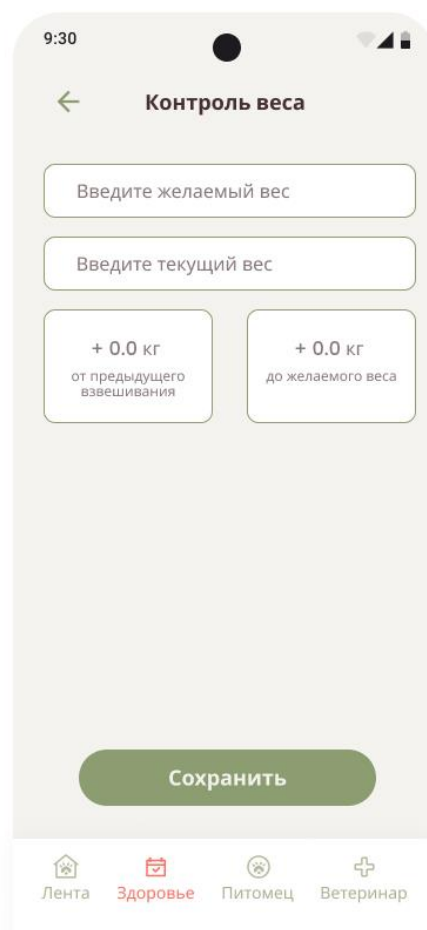 9:30
Контроль веса
Введите желаемый вес
Введите текущий вес
+ 0.0 кг
от предыдущего
взвешивания
+ 0.0 кг
до желаемого веса
Сохранить
Лента Здоровье Питомец Ветеринар